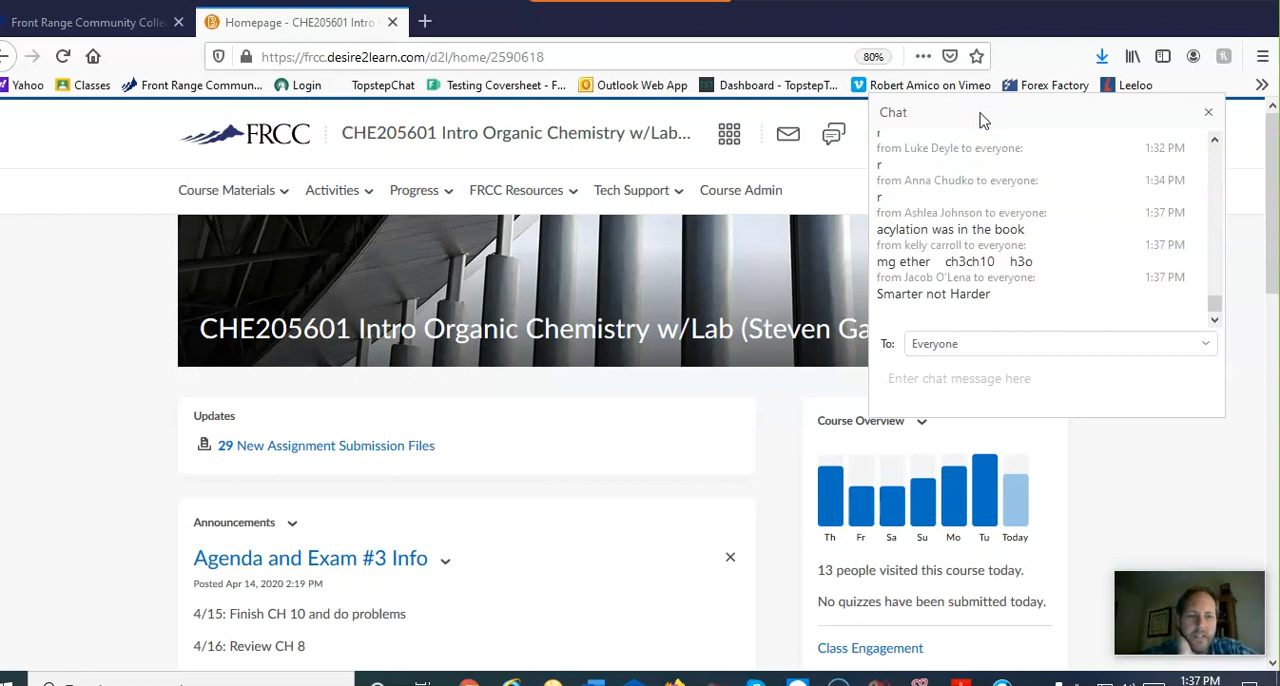 Front Range Community Colle
Homepage - CHE205601 Intro
https://frcc.desire2learn.com/d2l/home/2590618
80%
Yahoo
Classes
Front Range Commun...
Login
TopstepChat
Testing Coversheet - F...
Outlook Web App
Dashboard - TopstepT...
Robert Amico on Vimeo
Forex Factory
Leeloo
FRCC
CHE205601 Intro Organic Chemistry w/Lab...
Course Materials
Activities
Progress
FRCC Resources
Tech Support
Course Admin
Chat
r
from Luke Deyle to everyone: 1:32 PM
r
from Anna Chudko to everyone: 1:34 PM
r
from Ashlea Johnson to everyone: 1:37 PM
acylation was in the book
from kelly carroll to everyone: 1:37 PM
mg ether ch3ch10 h3o
from Jacob O'Lena to everyone: 1:37 PM
Smarter not Harder
To: Everyone
Enter chat message here
CHE205601 Intro Organic Chemistry w/Lab (Steven Ga
Updates
29 New Assignment Submission Files
Announcements
Agenda and Exam #3 Info
Posted Apr 14, 2020 2:19 PM
4/15: Finish CH 10 and do problems
4/16: Review CH 8
Course Overview
Th Fr Sa Su Mo Tu Today
13 people visited this course today.
No quizzes have been submitted today.
Class Engagement
1:37 PM